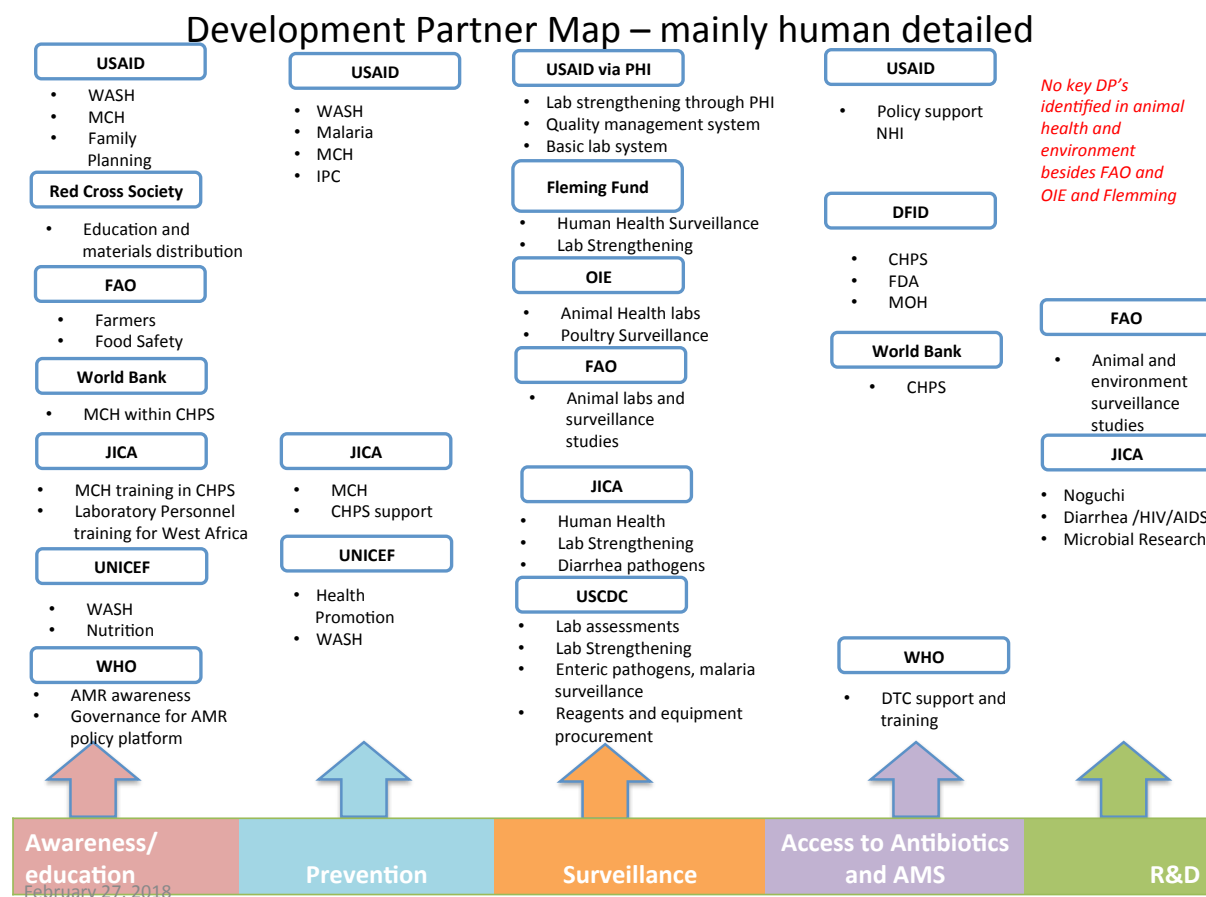 Development Partner Map – mainly human detailed
USAID
• WASH
• MCH
• Family
Planning
Red Cross Society
• Education and
materials distribution
FAO
• Farmers
• Food Safety
World Bank
• MCH within CHPS
JICA
• MCH training in CHPS
• Laboratory Personnel
training for West Africa
UNICEF
• WASH
• Nutrition
WHO
• AMR awareness
• Governance for AMR
policy platform
USAID
• WASH
• Malaria
• MCH
• IPC
JICA
• MCH
• CHPS support
UNICEF
• Health
Promotion
• WASH
USAID via PHI
• Lab strengthening through PHI
• Quality management system
• Basic lab system
Fleming Fund
• Human Health Surveillance
• Lab Strengthening
OIE
• Animal Health labs
• Poultry Surveillance
FAO
• Animal labs and
surveillance
studies
JICA
• Human Health
• Lab Strengthening
• Diarrhea pathogens
USCDC
• Lab assessments
• Lab Strengthening
• Enteric pathogens, malaria
surveillance
• Reagents and equipment
procurement
USAID
• Policy support
NHI
DFID
• CHPS
• FDA
• MOH
World Bank
• CHPS
WHO
• DTC support and
training
No key DP's
identified in animal
health and
environment
besides FAO and
OIE and Flemming
FAO
• Animal and
environment
surveillance
studies
JICA
• Noguchi
• Diarrhea /HIV/AIDS
• Microbial Research
Awareness/
education
Prevention
Surveillance
Access to Antibiotics
and AMS
R&D
February 27, 2018